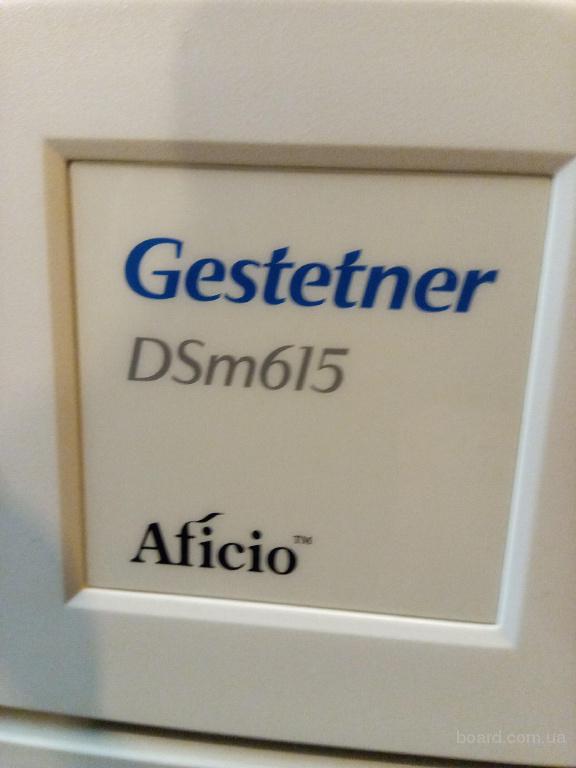 Gestetner
DSm615
Aficio™
board.com.ua